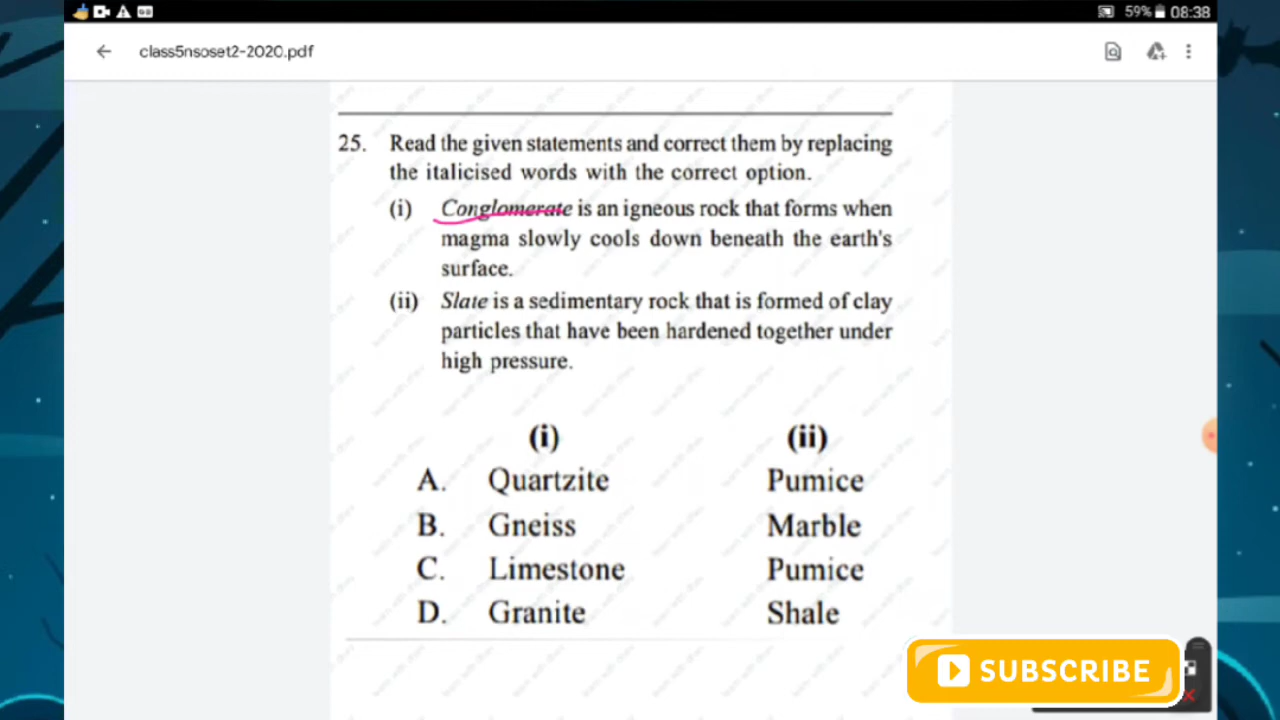 59% 08:38
class5nsoset2-2020.pdf
25. Read the given statements and correct them by replacing
the italicised words with the correct option.
(i) Conglomerate is an igneous rock that forms when
magma slowly cools down beneath the earth's
surface.
(ii) Slate is a sedimentary rock that is formed of clay
particles that have been hardened together under
high pressure.
(i) (ii)
A. Quartzite Pumice
B. Gneiss Marble
C. Limestone Pumice
D. Granite Shale
SUBSCRIBE